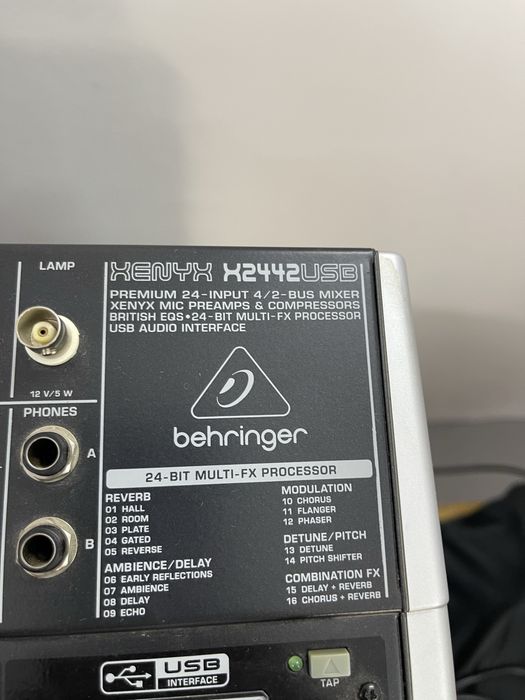 LAMP
XENYX X2442USB
PREMIUM 24-INPUT 4/2-BUS MIXER
XENYX MIC PREAMPS & COMPRESSORS
BRITISH EQS•24-BIT MULTI-FX PROCESSOR
USB AUDIO INTERFACE
12 V/5 W
PHONES
A
B
behringer
24-BIT MULTI-FX PROCESSOR
REVERB
01 HALL
02 ROOM
03 PLATE
04 GATED
05 REVERSE
AMBIENCE/DELAY
06 EARLY REFLECTIONS
07 AMBIENCE
08 DELAY
09 ECHO
MODULATION
10 CHORUS
11 FLANGER
12 PHASER
DETUNE/PITCH
13 DETUNE
14 PITCH SHIFTER
COMBINATION FX
15 DELAY + REVERB
16 CHORUS + REVERB
USB
INTERFACE
TAP